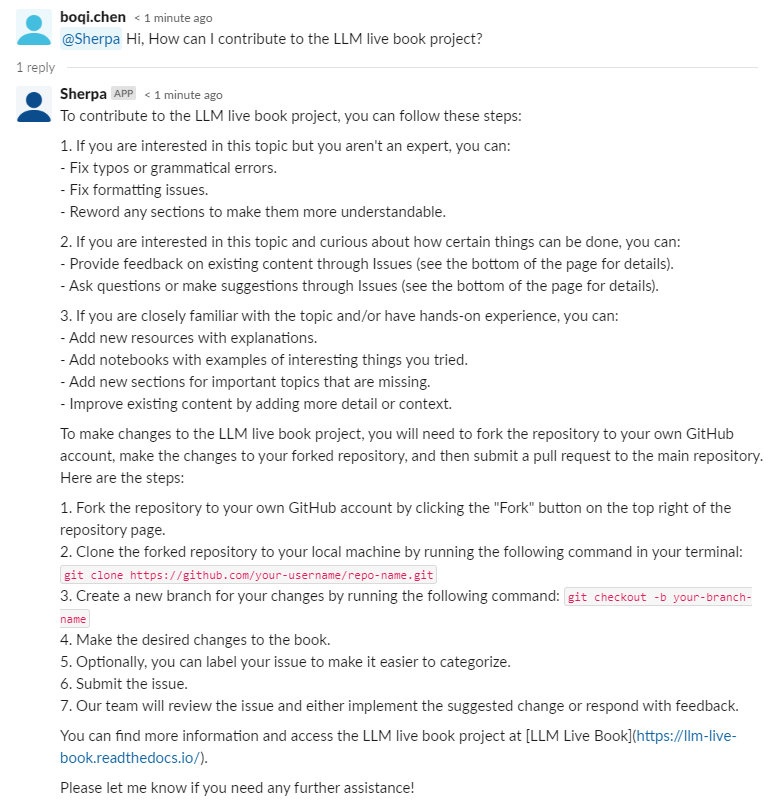 boqi.chen < 1 minute ago
@Sherpa Hi, How can I contribute to the LLM live book project?
1 reply
Sherpa APP < 1 minute ago
To contribute to the LLM live book project, you can follow these steps:
1. If you are interested in this topic but you aren't an expert, you can:
- Fix typos or grammatical errors.
- Fix formatting issues.
- Reword any sections to make them more understandable.
2. If you are interested in this topic and curious about how certain things can be done, you can:
- Provide feedback on existing content through Issues (see the bottom of the page for details).
- Ask questions or make suggestions through Issues (see the bottom of the page for details).
3. If you are closely familiar with the topic and/or have hands-on experience, you can:
- Add new resources with explanations.
- Add notebooks with examples of interesting things you tried.
- Add new sections for important topics that are missing.
- Improve existing content by adding more detail or context.
To make changes to the LLM live book project, you will need to fork the repository to your own GitHub
account, make the changes to your forked repository, and then submit a pull request to the main repository.
Here are the steps:
1. Fork the repository to your own GitHub account by clicking the "Fork" button on the top right of the
repository page.
2. Clone the forked repository to your local machine by running the following command in your terminal:
git clone https://github.com/your-username/repo-name.git
3. Create a new branch for your changes by running the following command: git checkout -b your-branch-
name
4. Make the desired changes to the book.
5. Optionally, you can label your issue to make it easier to categorize.
6. Submit the issue.
7. Our team will review the issue and either implement the suggested change or respond with feedback.
You can find more information and access the LLM live book project at [LLM Live Book](https://llm-live-
book.readthedocs.io/).
Please let me know if you need any further assistance!